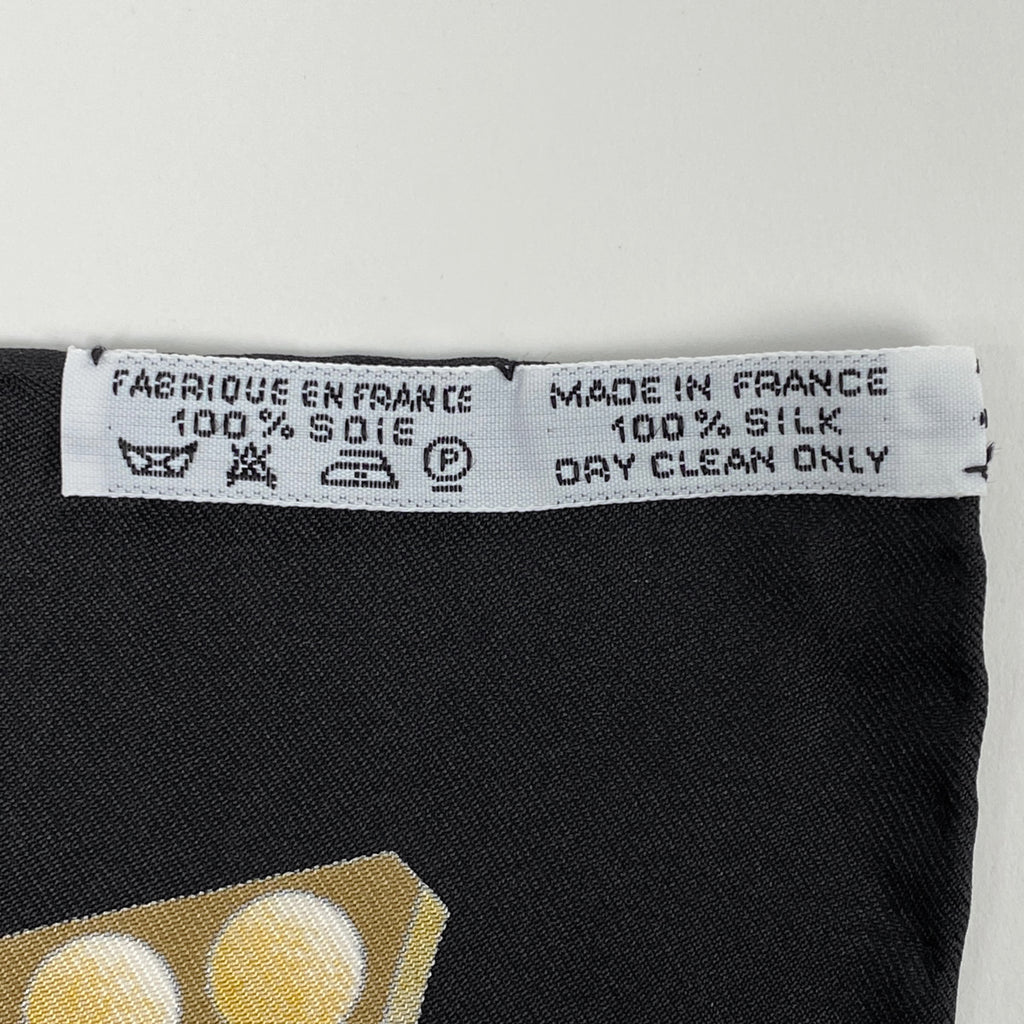 FABRIQUE EN FRANCE
100% SOIE
P
MADE IN FRANCE
100% SILK
DRY CLEAN ONLY